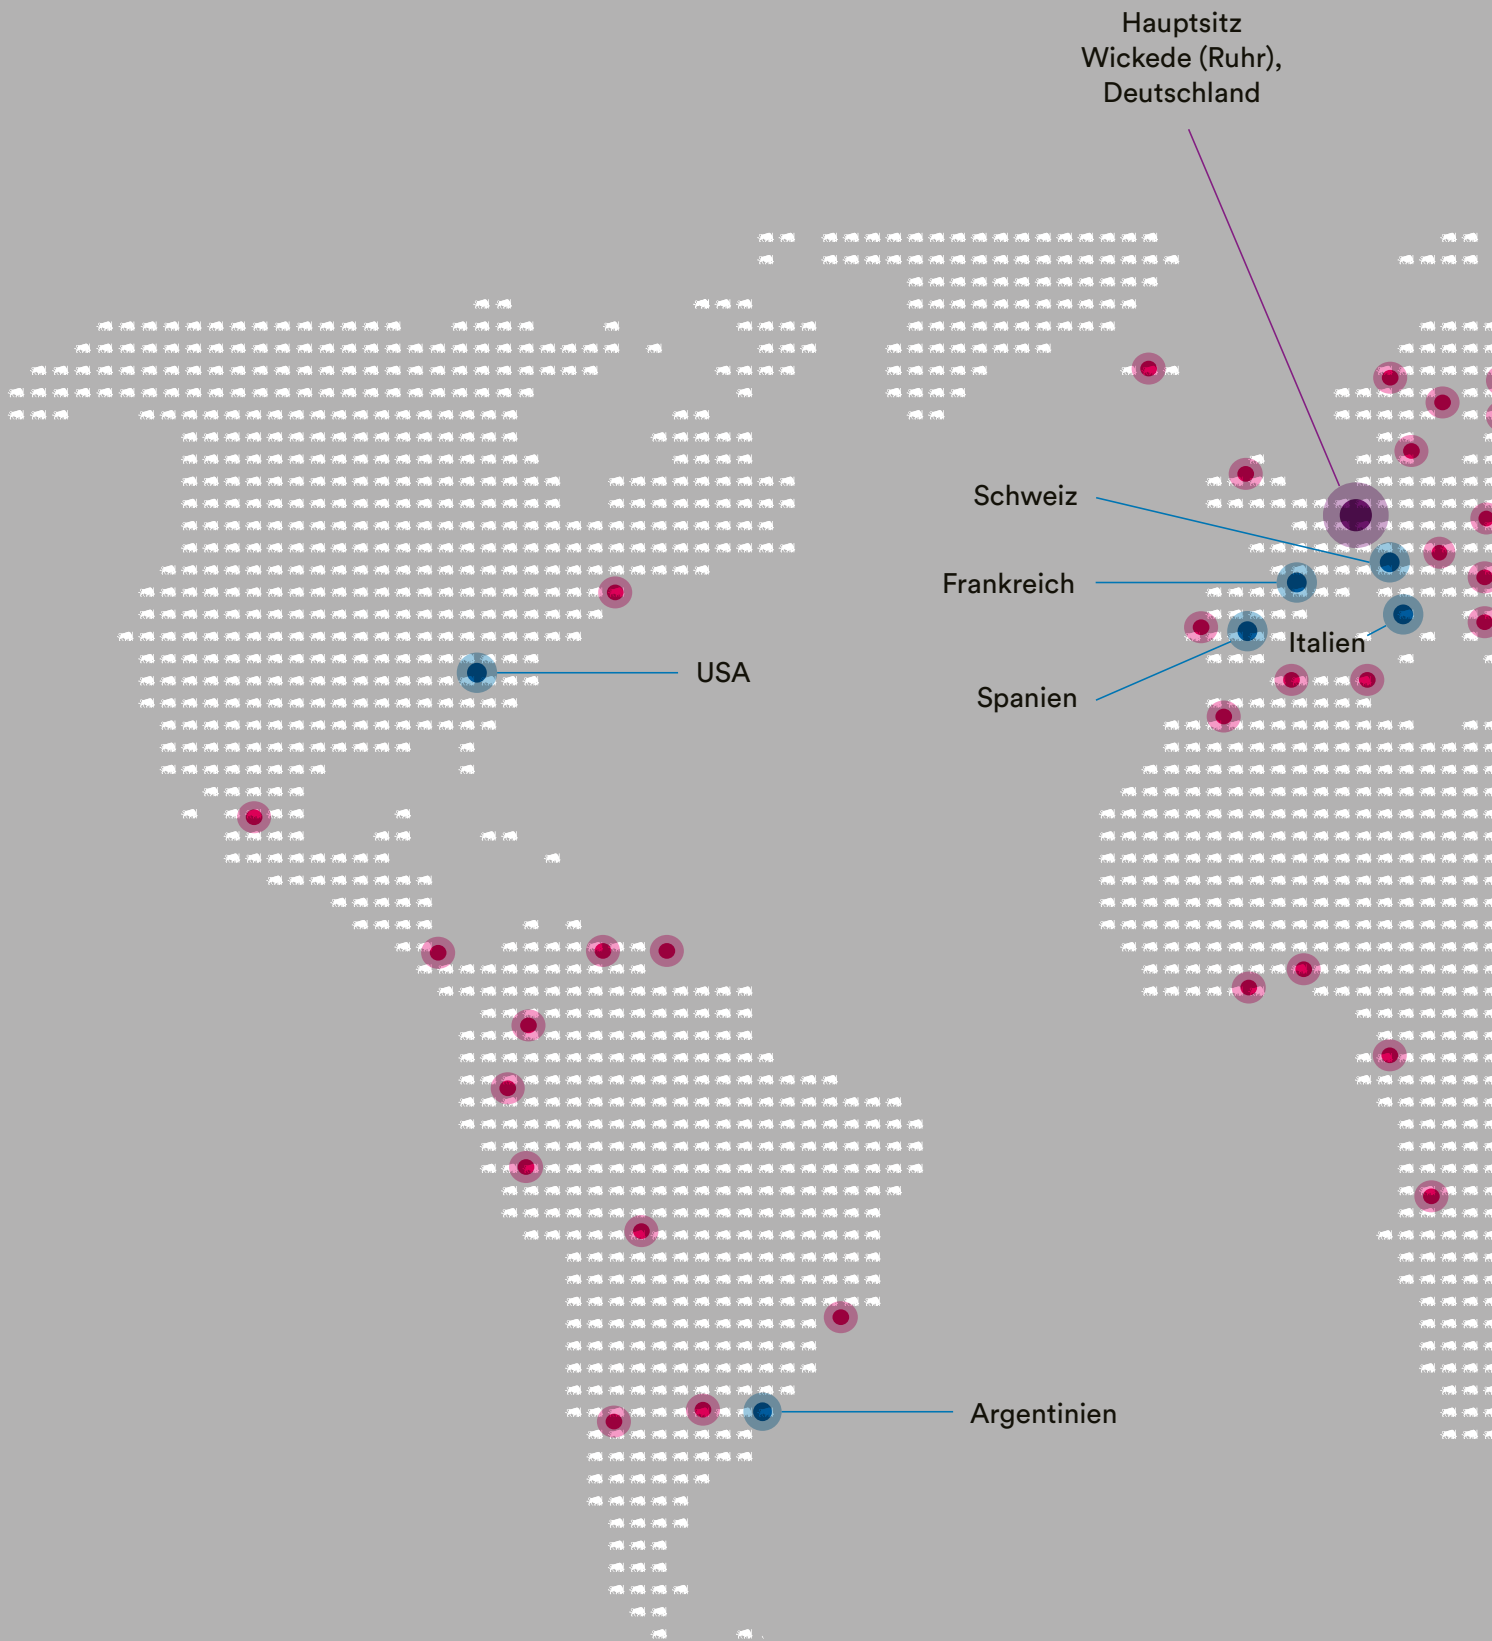 Hauptsitz
Wickede (Ruhr),
Deutschland
Schweiz
Frankreich
Italien
USA
Spanien
Argentinien